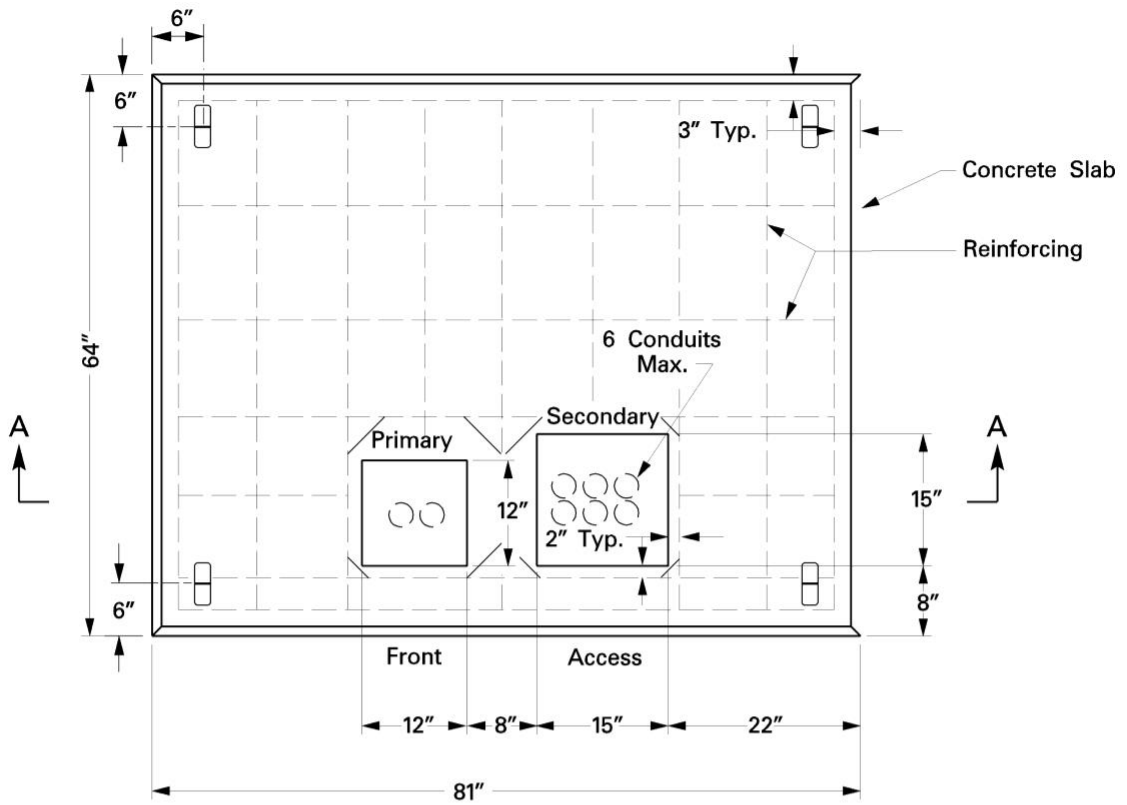 6”
6”
3” Typ.
Concrete Slab
Reinforcing
64”
6 Conduits
Max.
Secondary
Primary
A
A
12”
15”
2” Typ.
6”
8”
Front
Access
12”
8”
15”
22”
81”